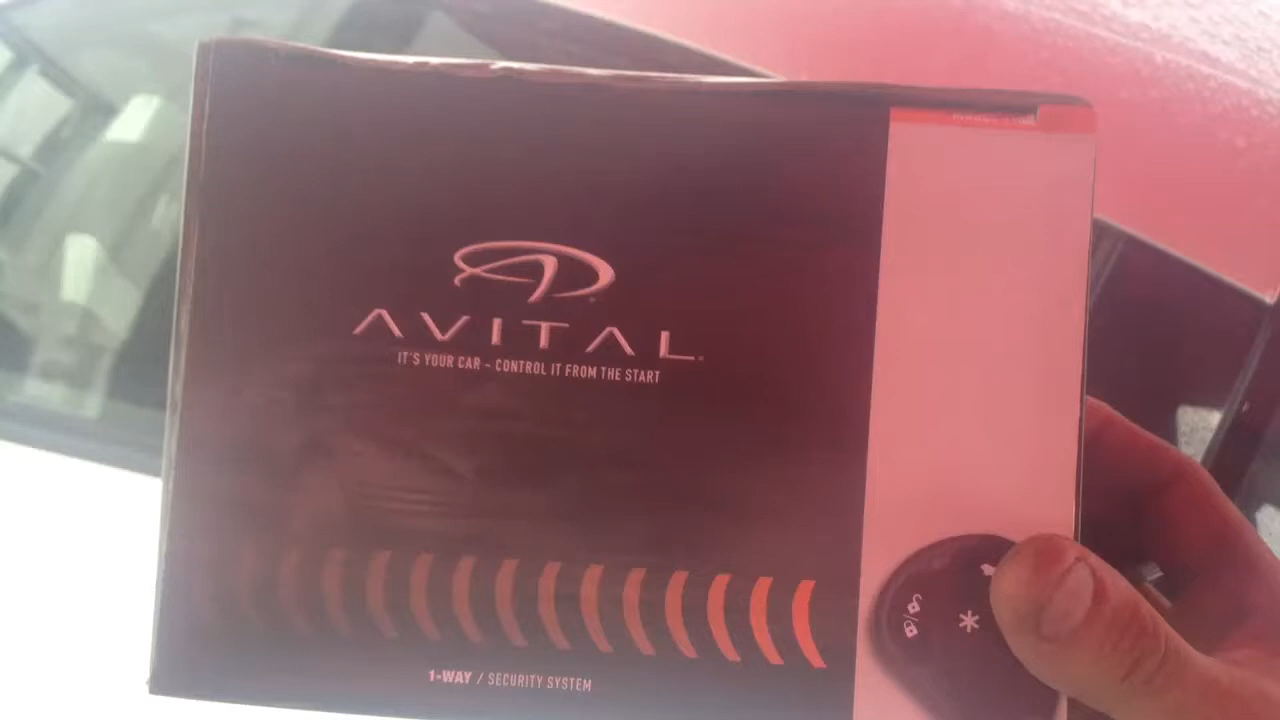 AVITAL
IT'S YOUR CAR - CONTROL IT FROM THE START
1-WAY / SECURITY SYSTEM